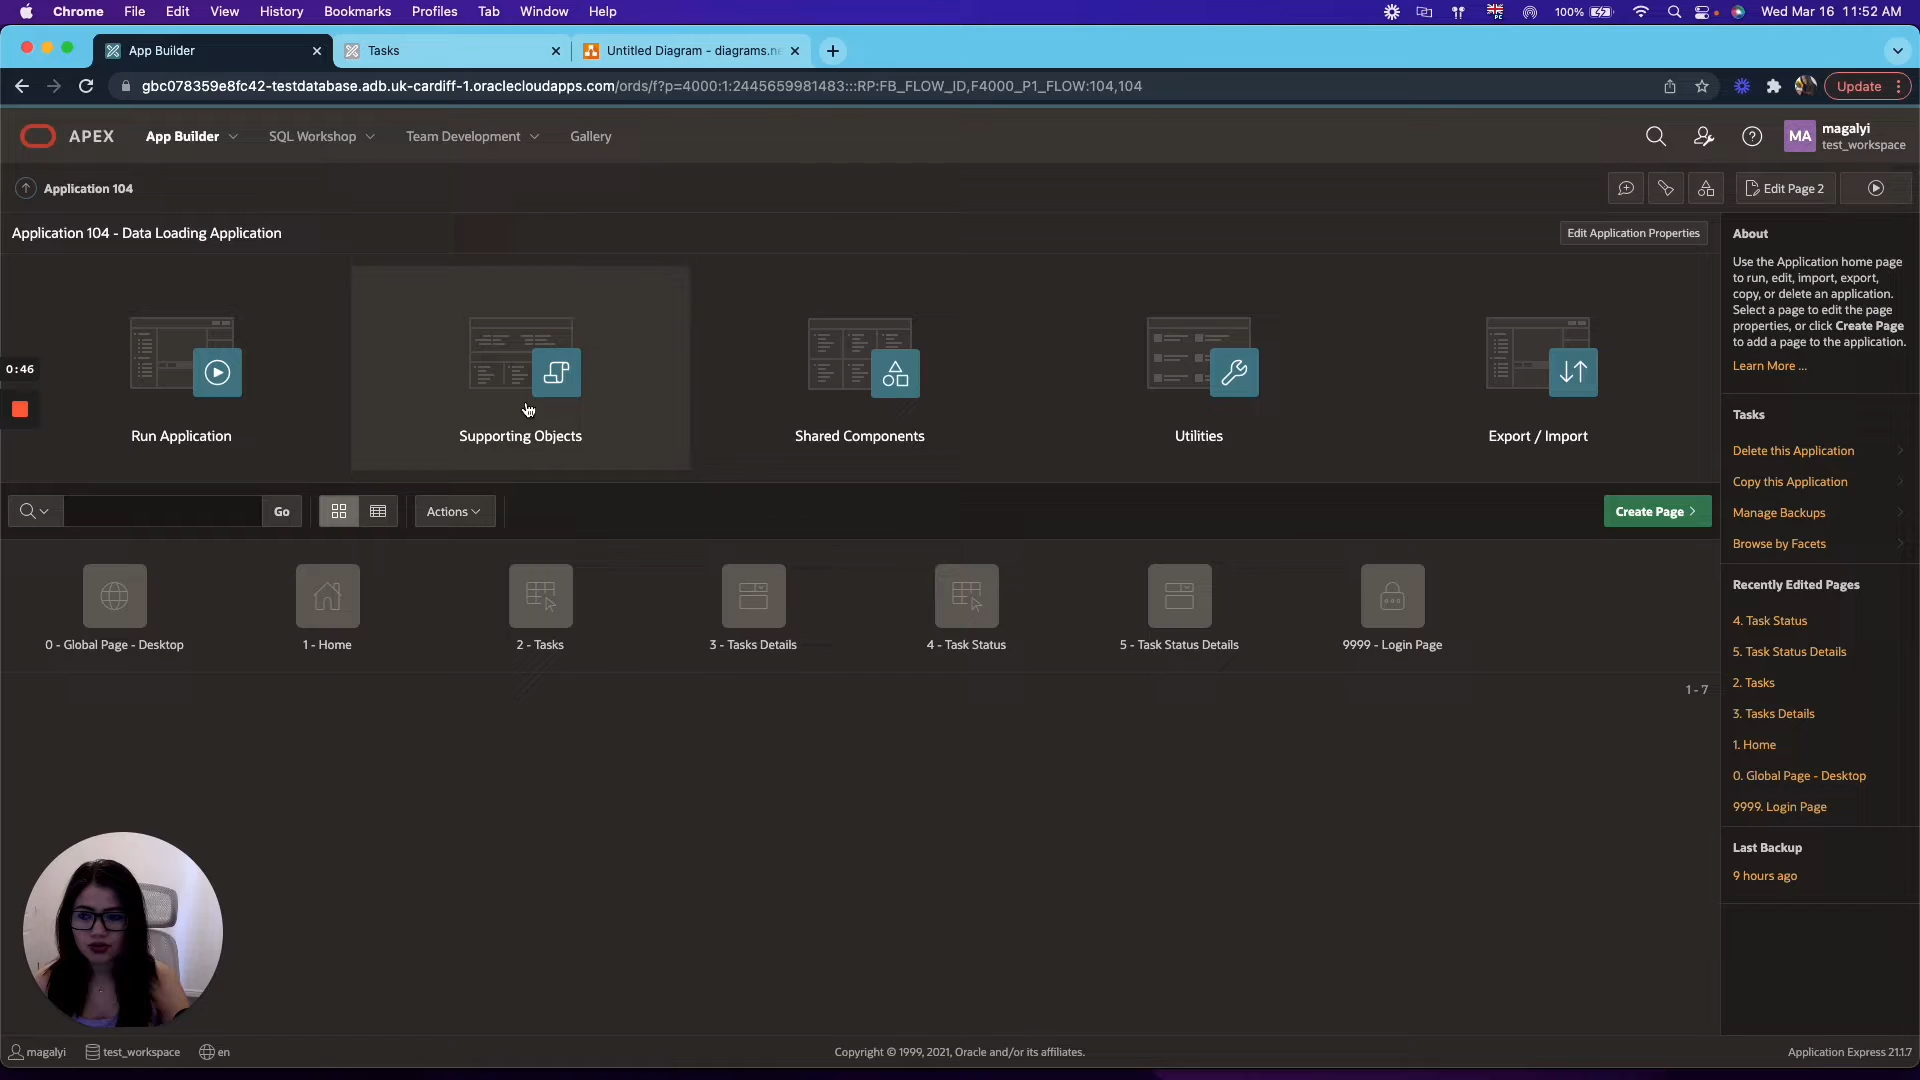 Chrome File Edit View History Bookmarks Profiles Tab Window Help
100% Wed Mar 16 11:52 AM
App Builder
Tasks
Untitled Diagram - diagrams.ne
gbc078359e8fc42-testdatabase.adb.uk-cardiff-1.oraclecloudapps.com/ords/f?p=4000:1:2445659981483:::RP:FB_FLOW_ID,F4000_P1_FLOW:104,104
Update
APEX App Builder SQL Workshop Team Development Gallery
MA magalyi
test_workspace
Application 104
Edit Page 2
Application 104 - Data Loading Application
Edit Application Properties
Run Application
Supporting Objects
Shared Components
Utilities
Export / Import
0:46
Go
Actions
Create Page
0 - Global Page - Desktop
1 - Home
2 - Tasks
3 - Tasks Details
4 - Task Status
5 - Task Status Details
9999 - Login Page
1 - 7
About
Use the Application home page
to run, edit, import, export,
copy, or delete an application.
Select a page to edit the page
properties, or click Create Page
to add a page to the application.
Learn More ...
Tasks
Delete this Application
Copy this Application
Manage Backups
Browse by Facets
Recently Edited Pages
4. Task Status
5. Task Status Details
2. Tasks
3. Tasks Details
1. Home
0. Global Page - Desktop
9999. Login Page
Last Backup
9 hours ago
magalyi test_workspace en
Copyright © 1999, 2021, Oracle and/or its affiliates.
Application Express 21.1.7